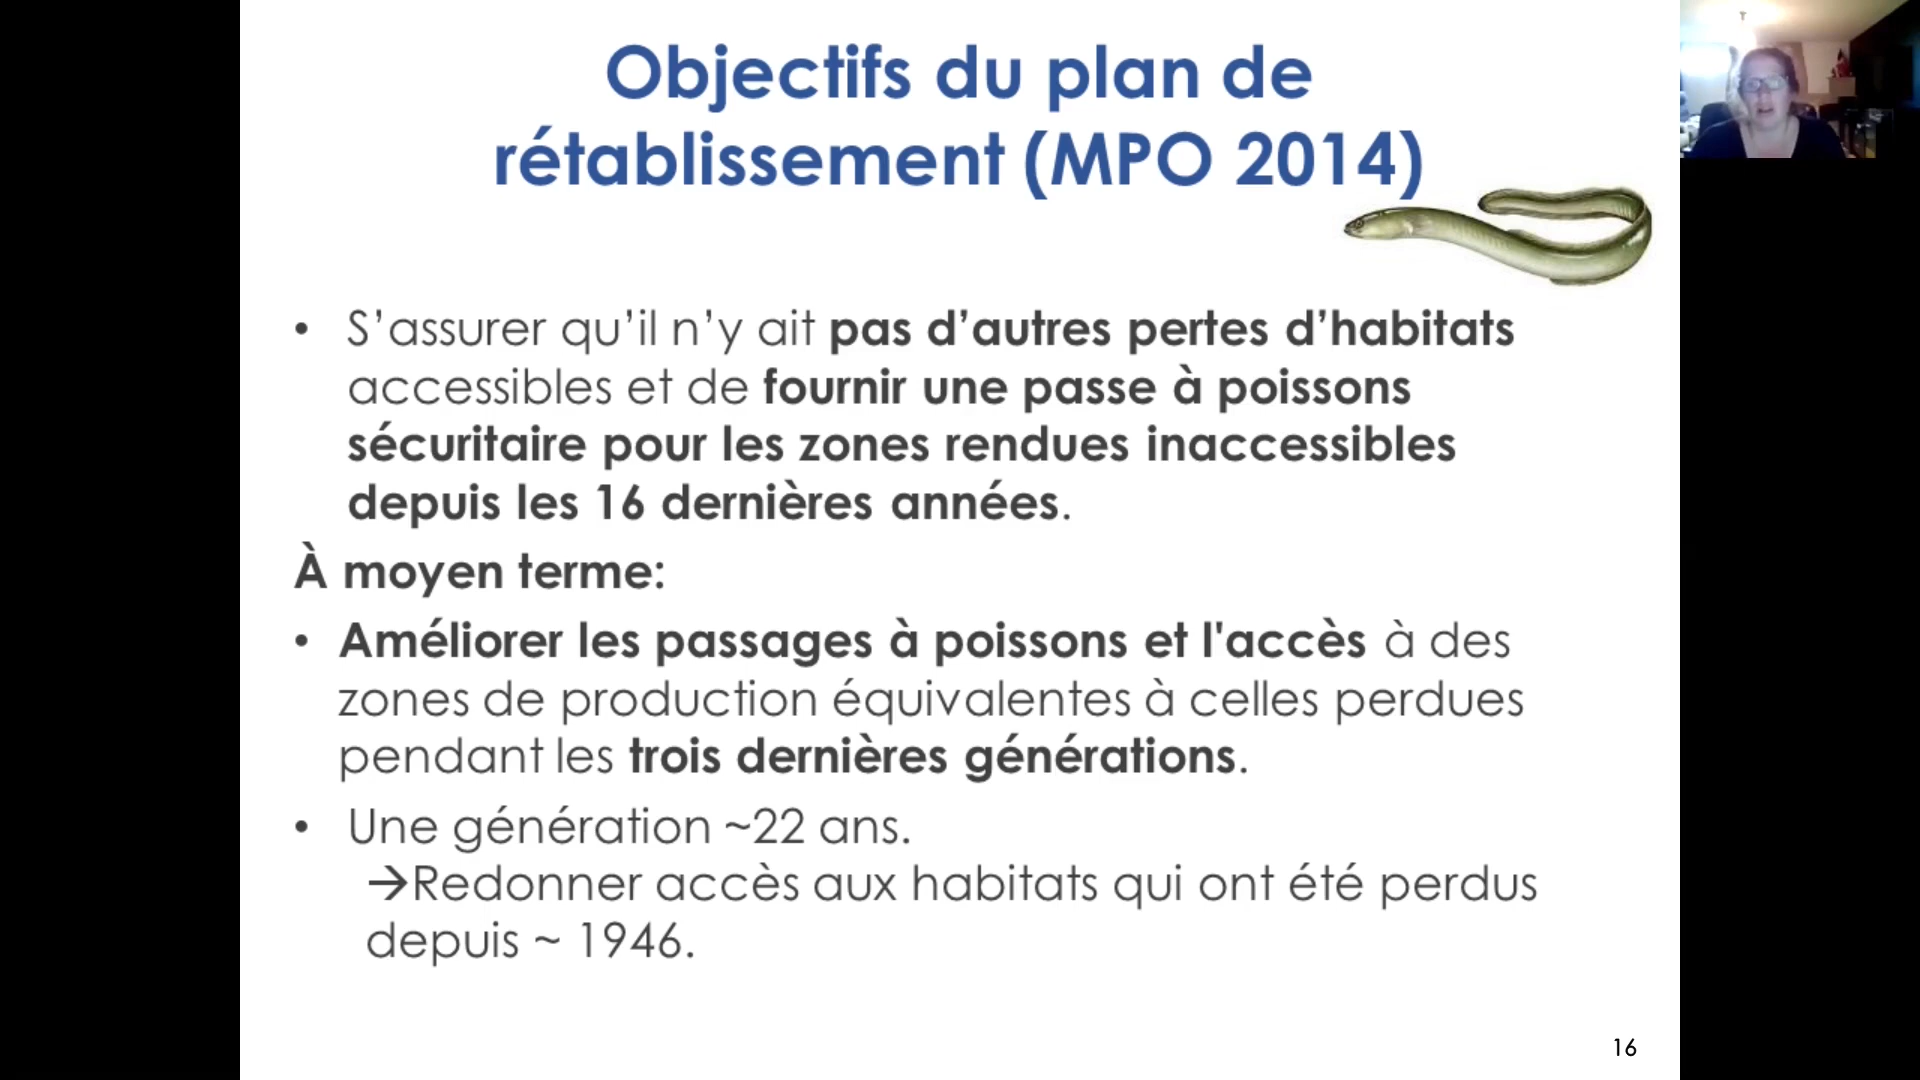 Objectifs du plan de
rétablissement (MPO 2014)
• S’assurer qu’il n’y ait pas d’autres pertes d’habitats
accessibles et de fournir une passe à poissons
sécuritaire pour les zones rendues inaccessibles
depuis les 16 dernières années.
À moyen terme:
• Améliorer les passages à poissons et l'accès à des
zones de production équivalentes à celles perdues
pendant les trois dernières générations.
• Une génération ~22 ans.
→Redonner accès aux habitats qui ont été perdus
depuis ~ 1946.
16